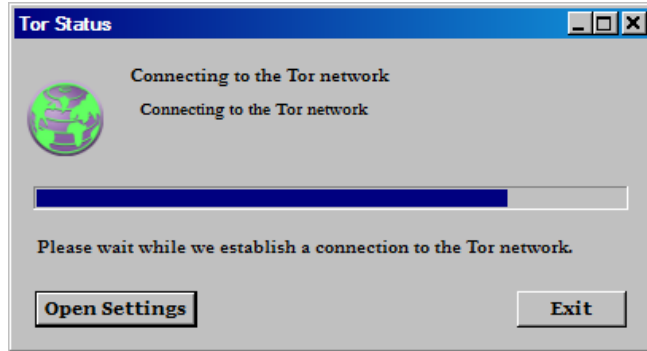 Tor Status
Connecting to the Tor network
Connecting to the Tor network
Please wait while we establish a connection to the Tor network.
Open Settings
Exit